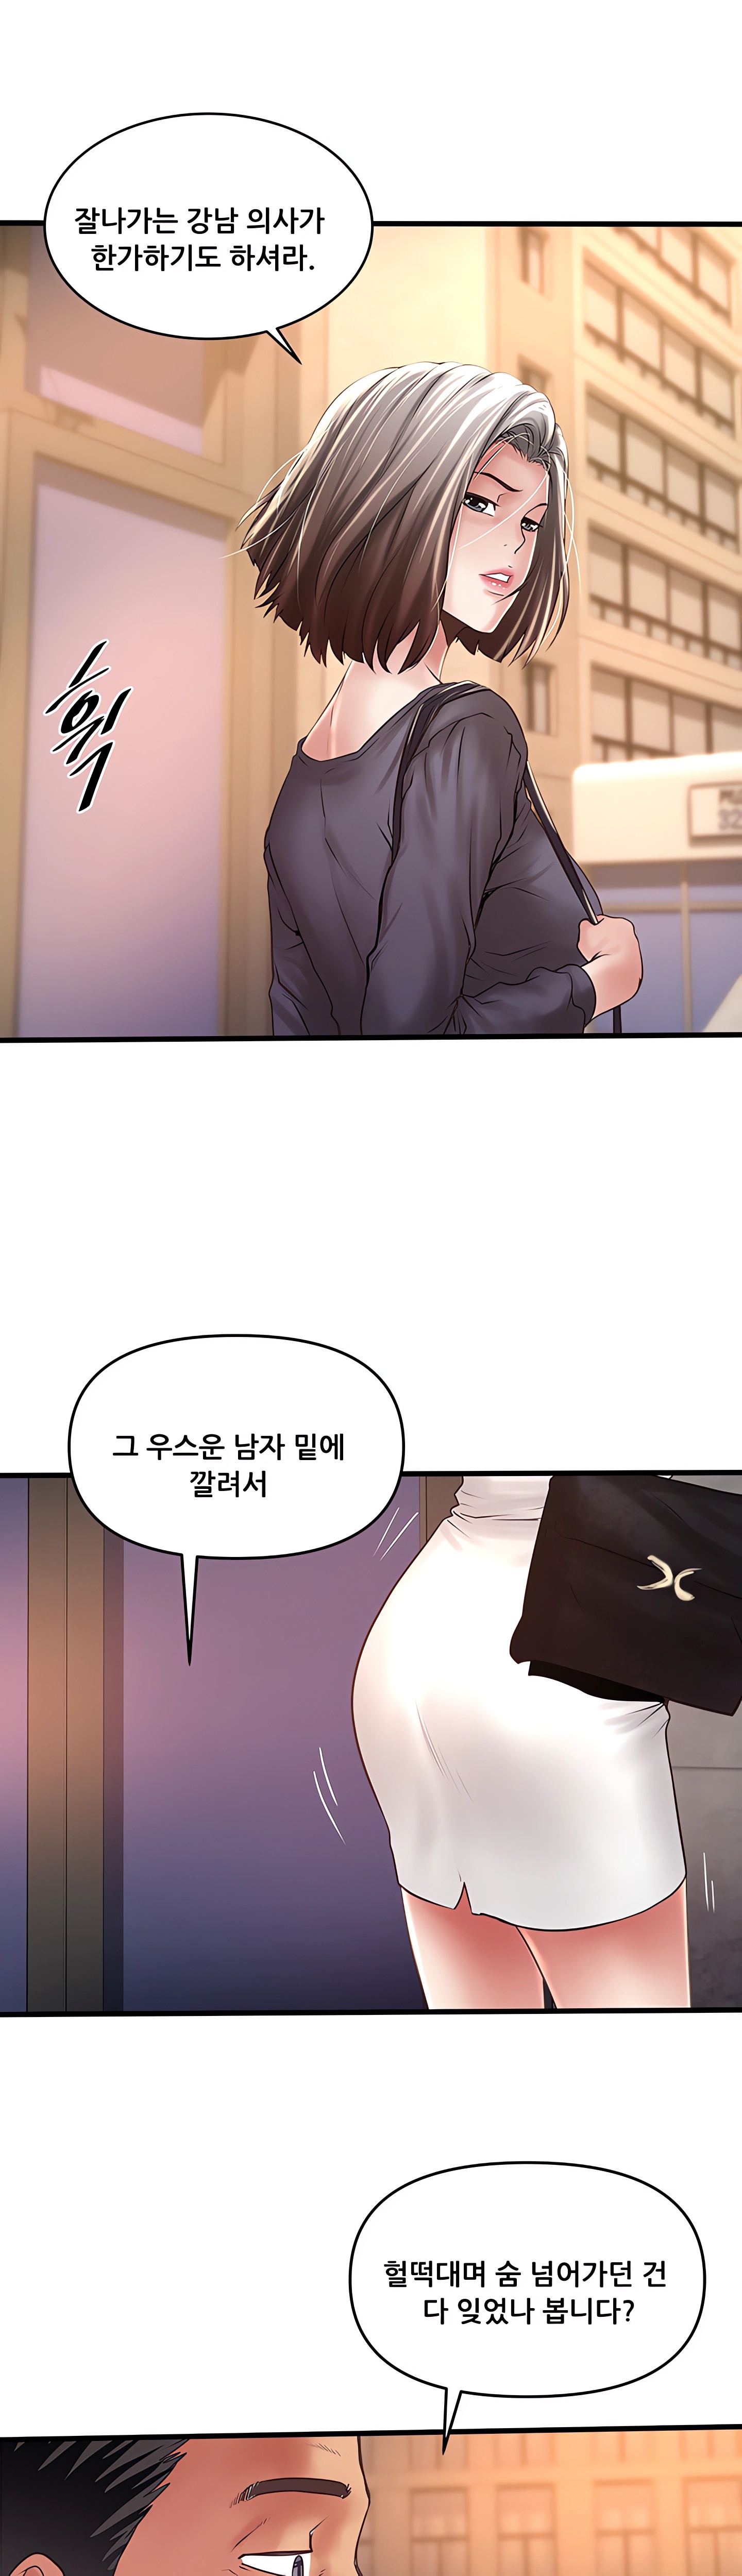 잘나가는 강남 의사가
한가하기도 하셔라.
휙
그 우스운 남자 밑에
깔려서
헐떡대며 숨 넘어가던 건
다 잊었나 봅니다?